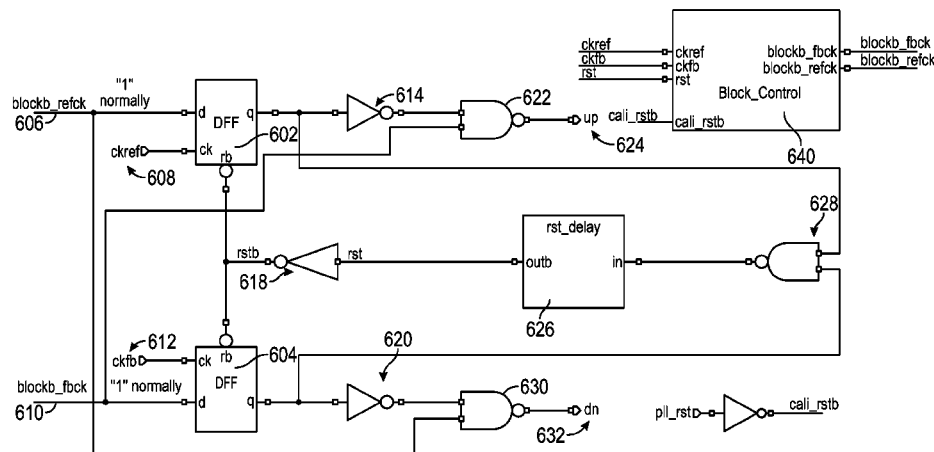 ckref
ckfb
rst
ckref
ckfb
rst
blockb_fbck
blockb_refck
blockb_fbck
blockb_refck
Block_Control
cali_rstb
cali_rstb
640
"1"
normally
blockb_refck
606
d
q
DFF
602
ck
rb
ckref
608
614
622
up
624
628
rstb
rst
618
rst_delay
outb
in
626
612
ckfb
rb
ck
604
DFF
blockb_fbck
610
"1" normally
d
q
620
630
dn
632
pll_rst
cali_rstb